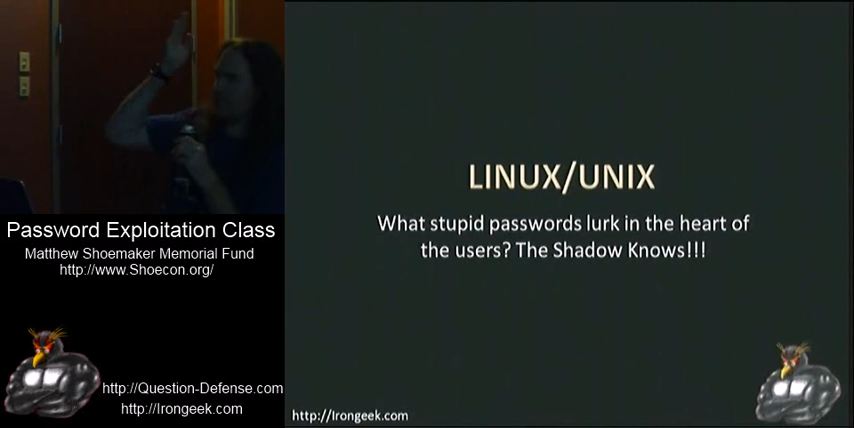 Password Exploitation Class
Matthew Shoemaker Memorial Fund
http://www.Shoecon.org/
http://Question-Defense.com
http://Irongeek.com
LINUX/UNIX
What stupid passwords lurk in the heart of
the users? The Shadow Knows!!!
http://Irongeek.com